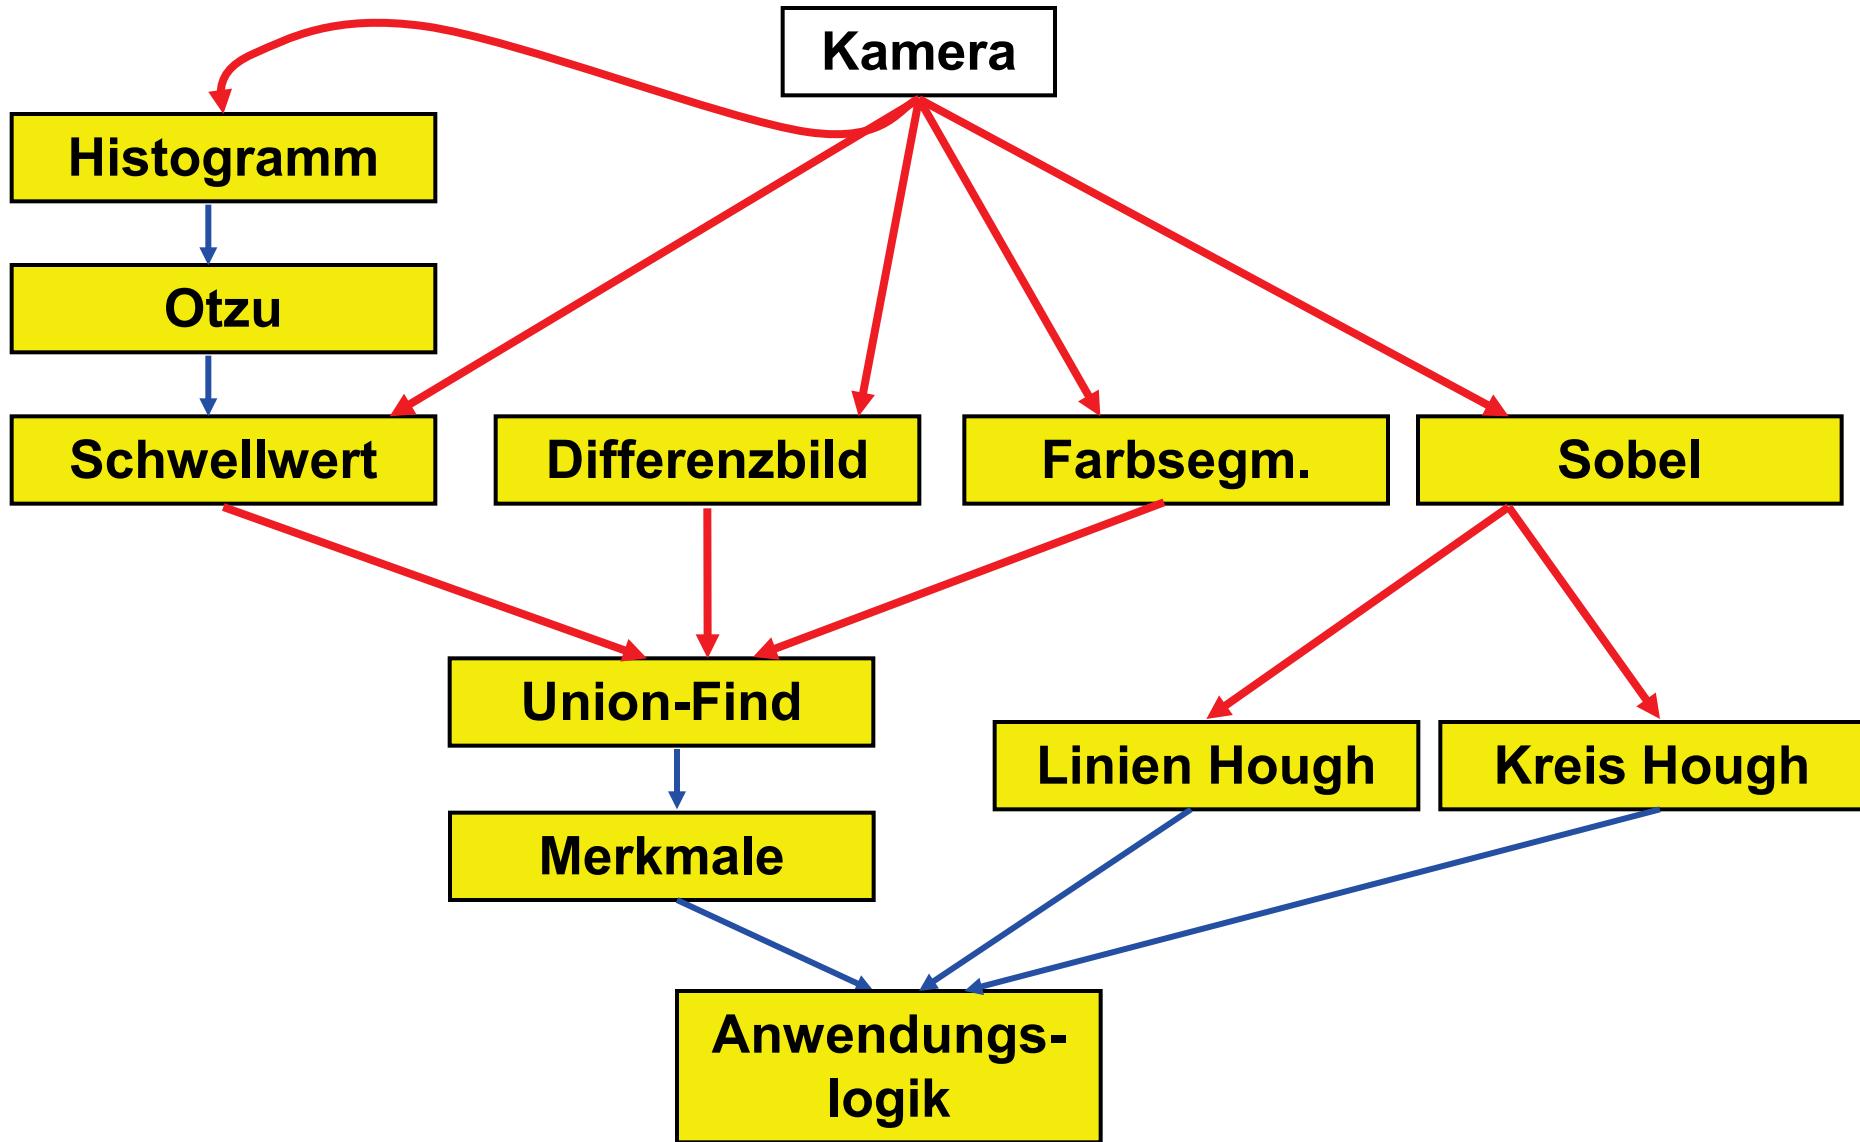 Kamera
Histogramm
Otzu
Schwellwert
Differenzbild
Farbsegm.
Sobel
Union-Find
Linien Hough
Kreis Hough
Merkmale
Anwendungs-
logik